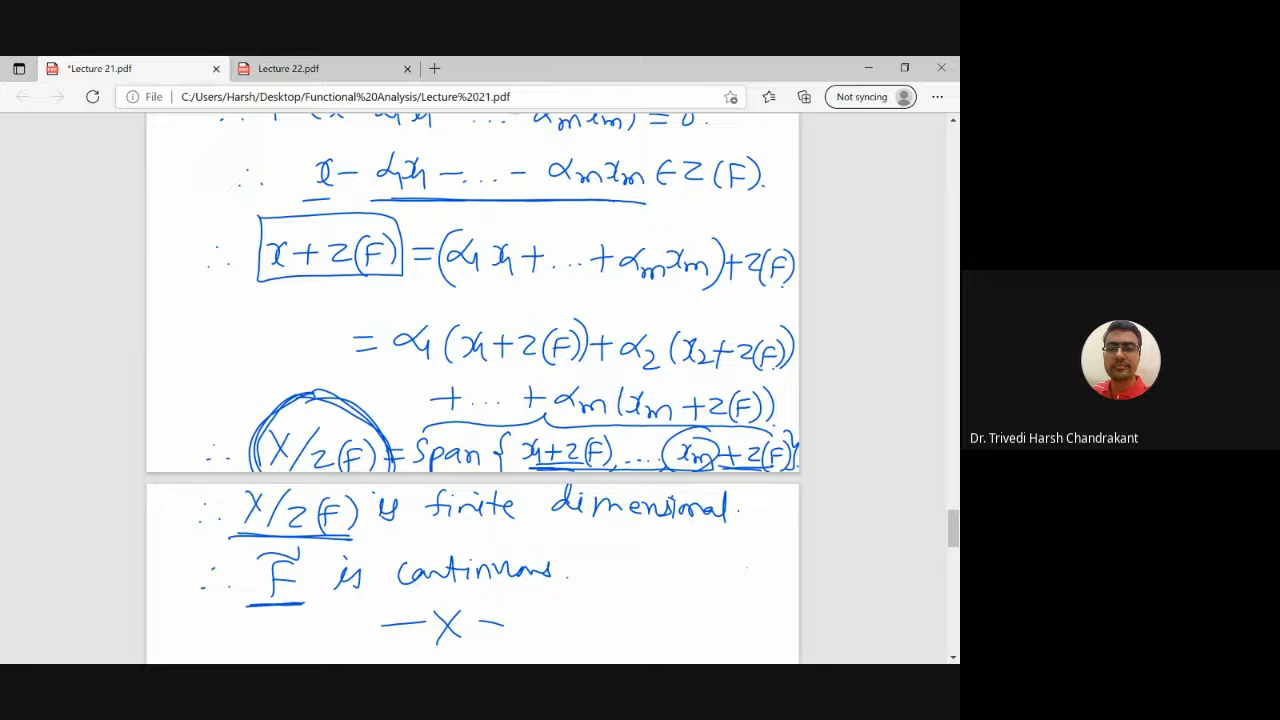 *Lecture 21.pdf
Lecture 22.pdf
File C:/Users/Harsh/Desktop/Functional%20Analysis/Lecture%2021.pdf
Not syncing
= 0.
∴ x - α₁x₁ - ... - αₘxₘ ∈ Z(F).
∴ x + Z(F) = (α₁x₁ + ... + αₘxₘ) + Z(F)
= α₁(x₁ + Z(F)) + α₂(x₂ + Z(F))
+ ... + αₘ(xₘ + Z(F))
∴ X/Z(F) = Span { x₁ + Z(F), ... xₘ + Z(F)}
∴ X/Z(F) is finite dimensional.
∴ F̃ is continuous.
— X —
Dr. Trivedi Harsh Chandrakant